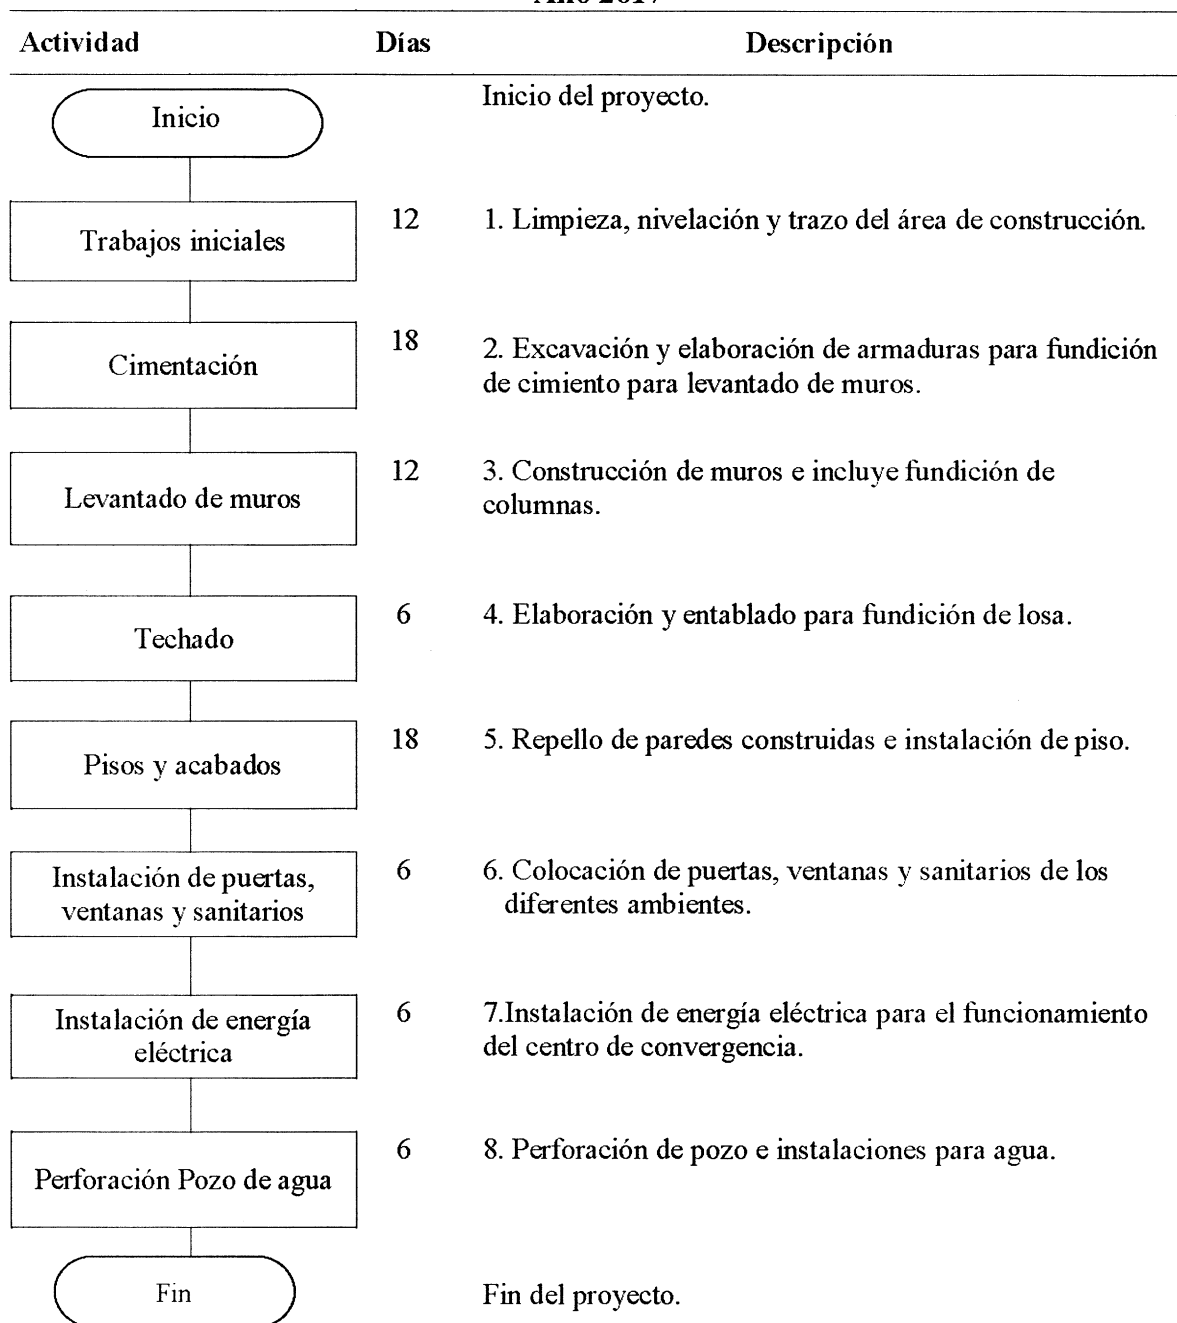 Actividad Días Descripción
Inicio del proyecto.
Inicio
12 1. Limpieza, nivelación y trazo del área de construcción.
Trabajos iniciales
18 2. Excavación y elaboración de armaduras para fundición
Cimentación
de cimiento para levantado de muros.
12 3. Construcción de muros e incluye fundición de
Levantado de muros
columnas.
6 4. Elaboración y entablado para fundición de losa.
Techado
18 5. Repello de paredes construidas e instalación de piso.
Pisos y acabados
Instalación de puertas,
ventanas y sanitarios
6 6. Colocación de puertas, ventanas y sanitarios de los
diferentes ambientes.
Instalación de energía
eléctrica
6 7.Instalación de energía eléctrica para el funcionamiento
del centro de convergencia.
6 8. Perforación de pozo e instalaciones para agua.
Perforación Pozo de agua
Fin
Fin del proyecto.